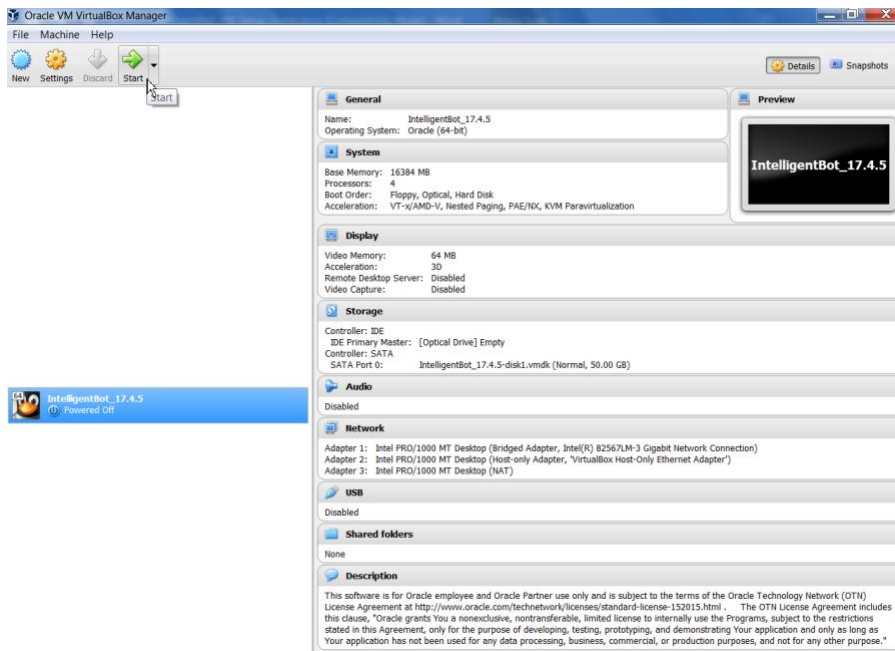 Oracle VM VirtualBox Manager
File Machine Help
New Settings Discard Start
Start
Details Snapshots
General
Name: IntelligentBot_17.4.5
Operating System: Oracle (64-bit)
Preview
IntelligentBot_17.4.5
System
Base Memory: 16384 MB
Processors: 4
Boot Order: Floppy, Optical, Hard Disk
Acceleration: VT-x/AMD-V, Nested Paging, PAE/NX, KVM Paravirtualization
Display
Video Memory: 64 MB
Acceleration: 3D
Remote Desktop Server: Disabled
Video Capture: Disabled
Storage
Controller: IDE
IDE Primary Master: [Optical Drive] Empty
Controller: SATA
SATA Port 0: IntelligentBot_17.4.5-disk1.vmdk (Normal, 50.00 GB)
64
IntelligentBot_17.4.5
Powered Off
Audio
Disabled
Network
Adapter 1: Intel PRO/1000 MT Desktop (Bridged Adapter, Intel(R) 82567LM-3 Gigabit Network Connection)
Adapter 2: Intel PRO/1000 MT Desktop (Host-only Adapter, 'VirtualBox Host-Only Ethernet Adapter')
Adapter 3: Intel PRO/1000 MT Desktop (NAT)
USB
Disabled
Shared folders
None
Description
This software is for Oracle employee and Oracle Partner use only and is subject to the terms of the Oracle Technology Network (OTN)
License Agreement at http://www.oracle.com/technetwork/licenses/standard-license-152015.html . The OTN License Agreement includes
this clause, "Oracle grants You a nonexclusive, nontransferable, limited license to internally use the Programs, subject to the restrictions
stated in this Agreement, only for the purpose of developing, testing, prototyping, and demonstrating Your application and only as long as
Your application has not been used for any data processing, business, commercial, or production purposes, and not for any other purpose."